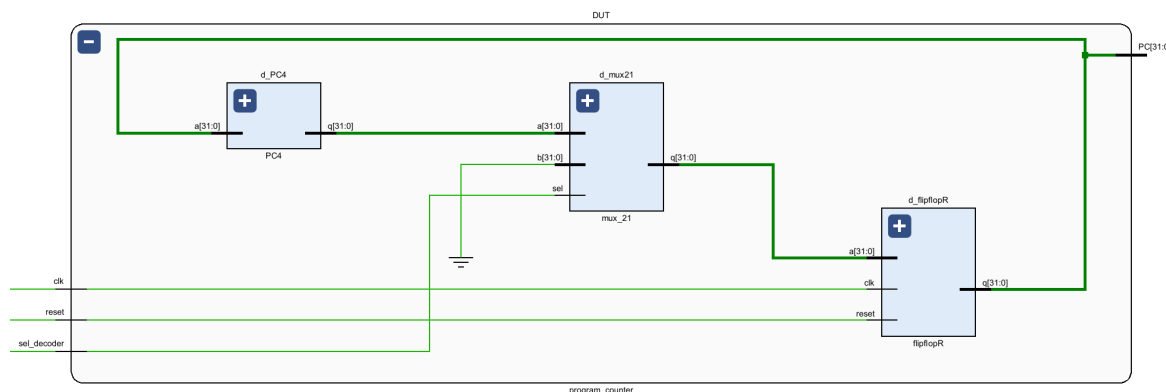 DUT
PC[31:0
d_PC4
a[31:0]
q[31:0]
PC4
d_mux21
a[31:0]
b[31:0]
sel
q[31:0]
mux_21
d_flipflopR
a[31:0]
clk
reset
q[31:0]
flipflopR
clk
reset
sel_decoder
program_counter